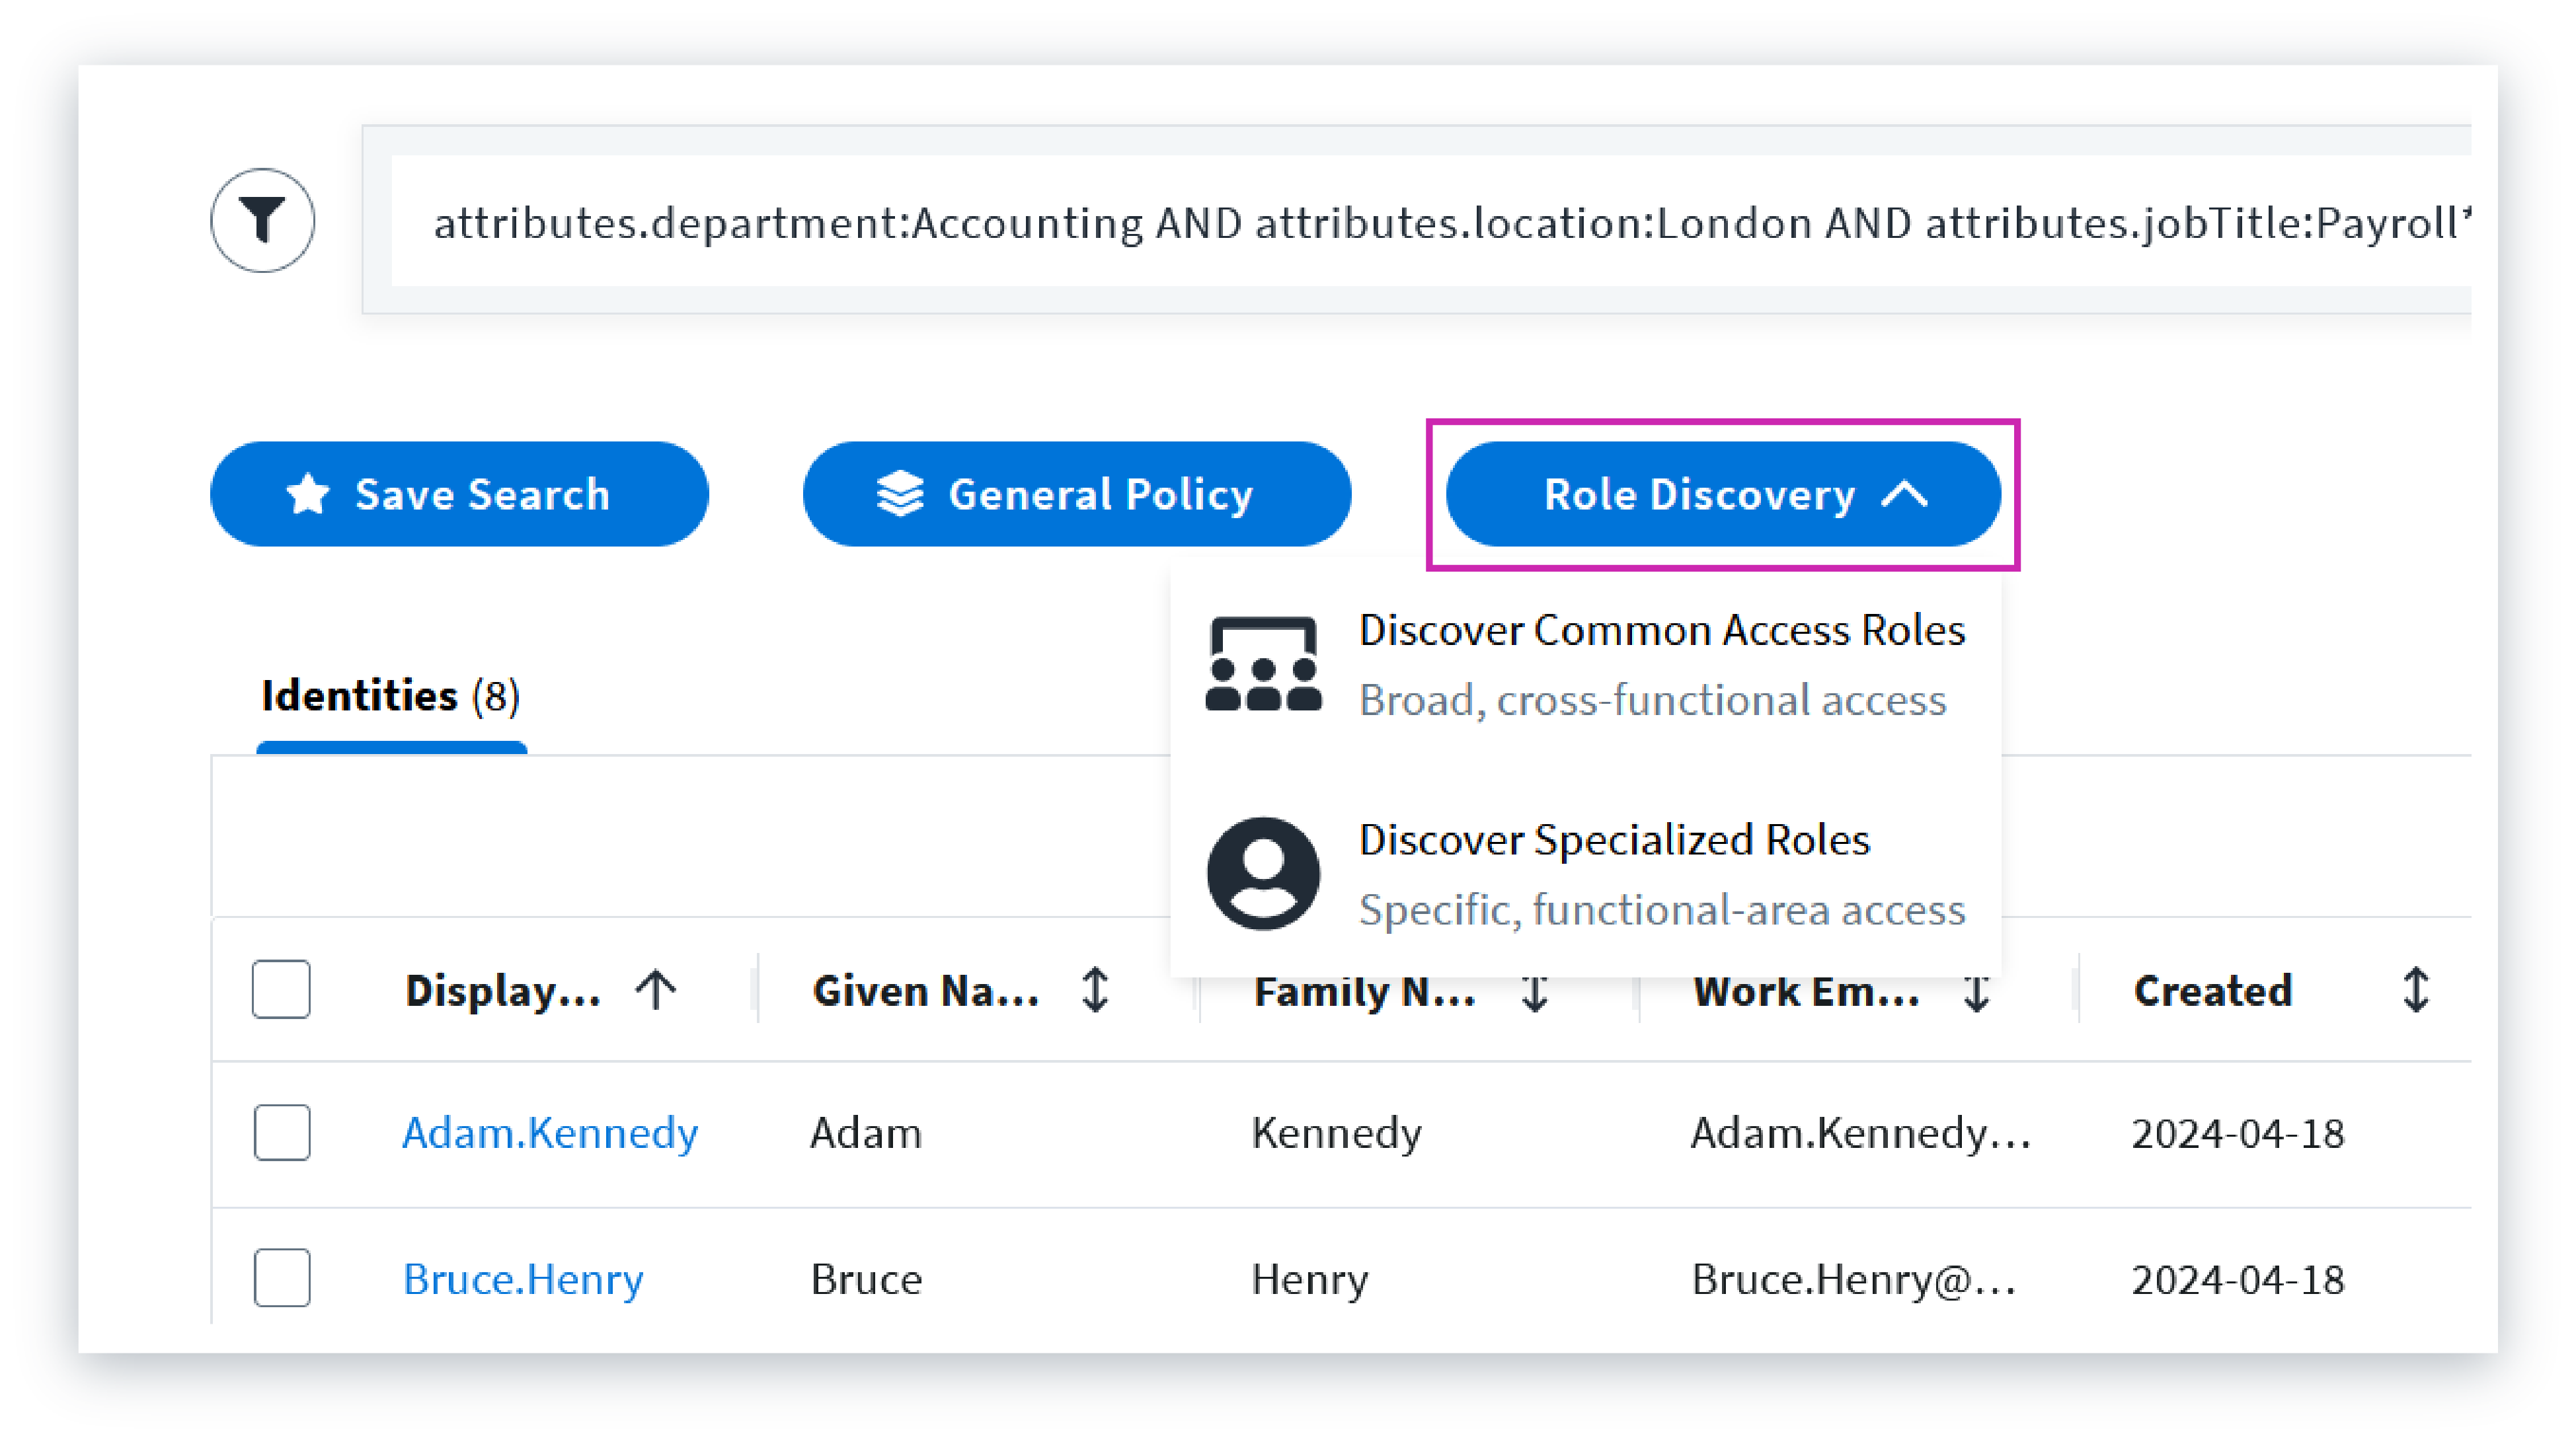 attributes.department:Accounting AND attributes.location:London AND attributes.jobTitle:Payroll*
Save Search
General Policy
Role Discovery
Discover Common Access Roles
Broad, cross-functional access
Identities (8)
Discover Specialized Roles
Specific, functional-area access
Display... Given Na... Family N... Work Em... Created
Adam.Kennedy Adam Kennedy Adam.Kennedy... 2024-04-18
Bruce.Henry Bruce Henry Bruce.Henry@... 2024-04-18